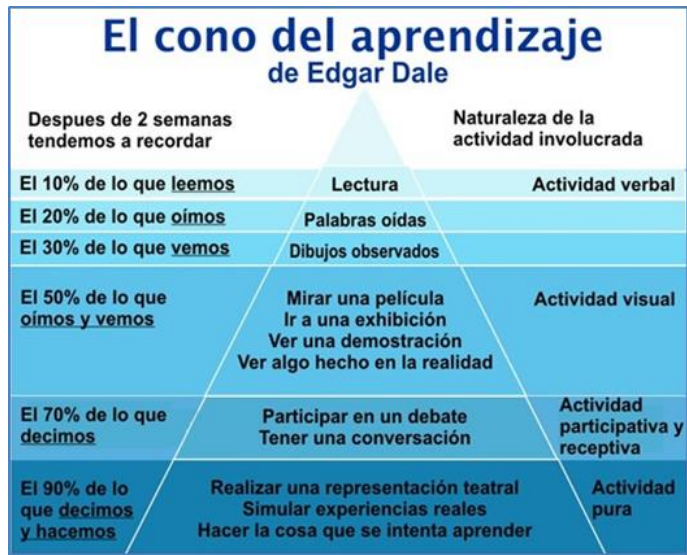 El cono del aprendizaje
de Edgar Dale
Despues de 2 semanas
tendemos a recordar
Naturaleza de la
actividad involucrada
El 10% de lo que leemos
Lectura
Actividad verbal
El 20% de lo que oímos
Palabras oídas
El 30% de lo que vemos
Dibujos observados
El 50% de lo que
oímos y vemos
Mirar una película
Ir a una exhibición
Ver una demostración
Ver algo hecho en la realidad
Actividad visual
El 70% de lo que
decimos
Participar en un debate
Tener una conversación
Actividad
participativa y
receptiva
El 90% de lo
que decimos
y hacemos
Realizar una representación teatral
Simular experiencias reales
Hacer la cosa que se intenta aprender
Actividad
pura